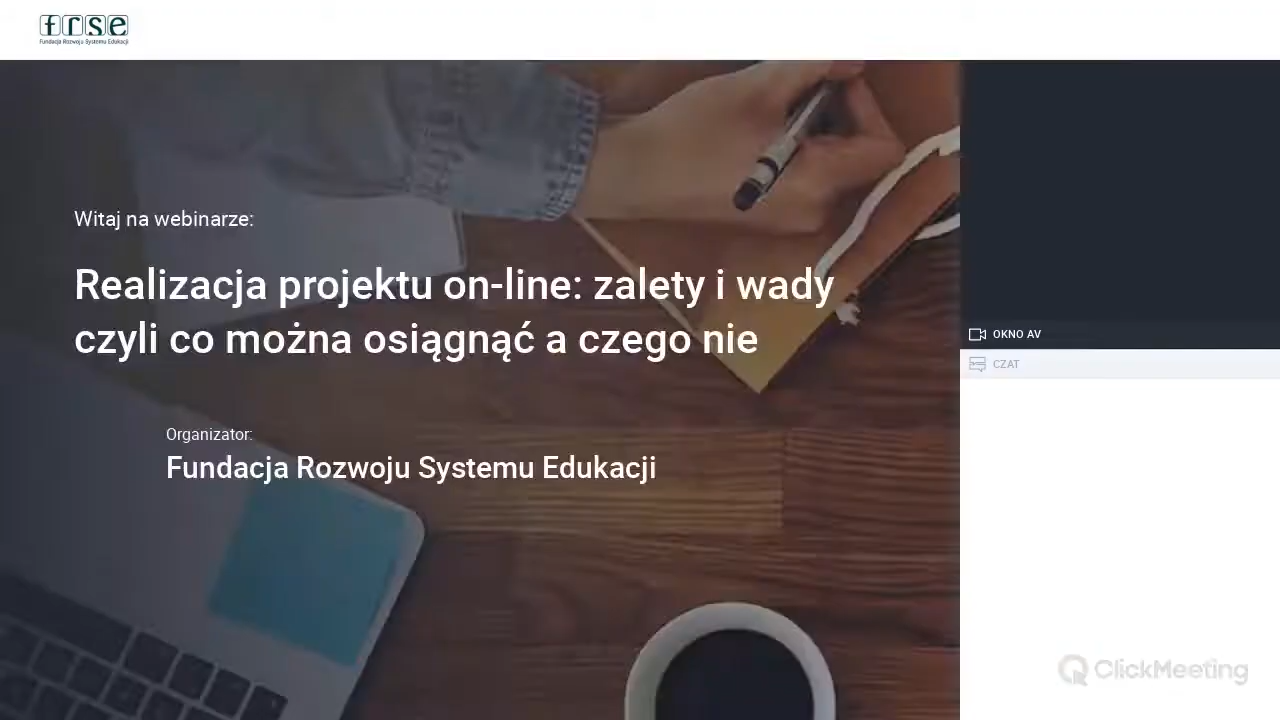 frse
Fundacja Rozwoju Systemu Edukacji
Witaj na webinarze:
Realizacja projektu on-line: zalety i wady
czyli co można osiągnąć a czego nie
Organizator:
Fundacja Rozwoju Systemu Edukacji
OKNO AV
CZAT
ClickMeeting